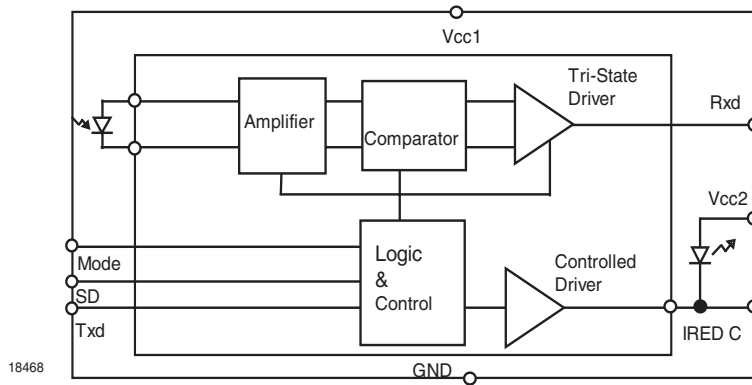 Vcc1
Tri-State
Driver
Rxd
Amplifier
Comparator
Vcc2
Mode
SD
Txd
Logic
&
Control
Controlled
Driver
IRED C
GND
18468